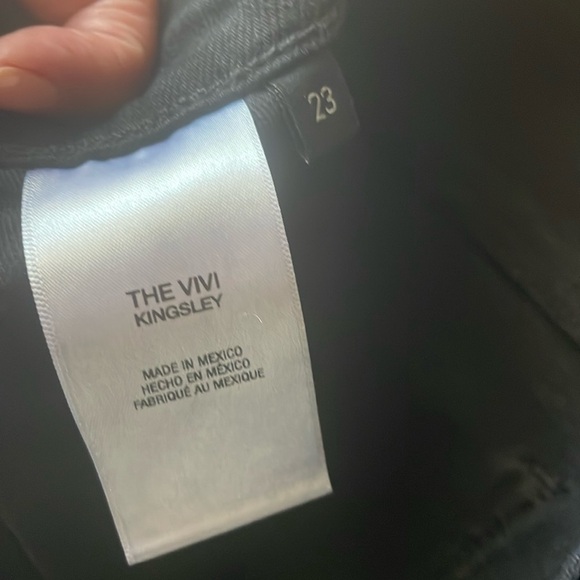 23
THE VIVI
KINGSLEY
MADE IN MEXICO
HECHO EN MÉXICO
FABRIQUÉ AU MEXIQUE